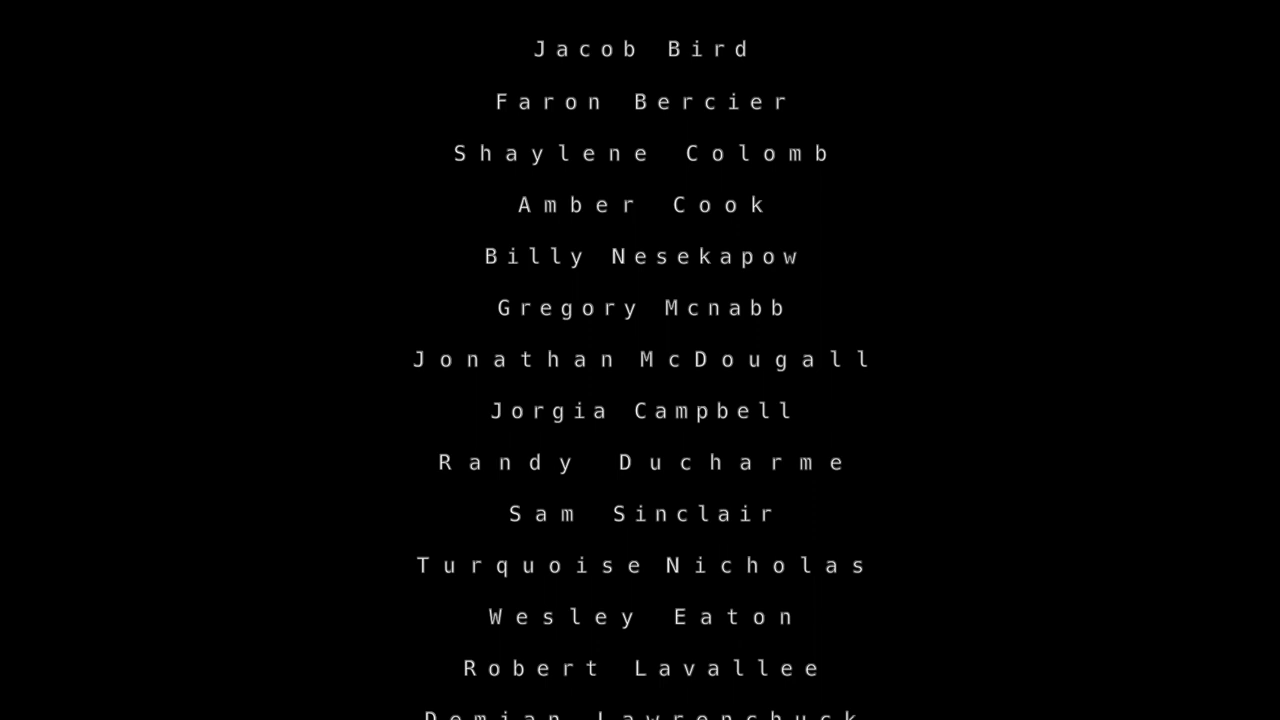 Jacob Bird
Faron Bercier
Shaylene Colomb
Amber Cook
Billy Nesekapow
Gregory Mcnabb
Jonathan McDougall
Jorgia Campbell
Randy Ducharme
Sam Sinclair
Turquoise Nicholas
Wesley Eaton
Robert Lavallee